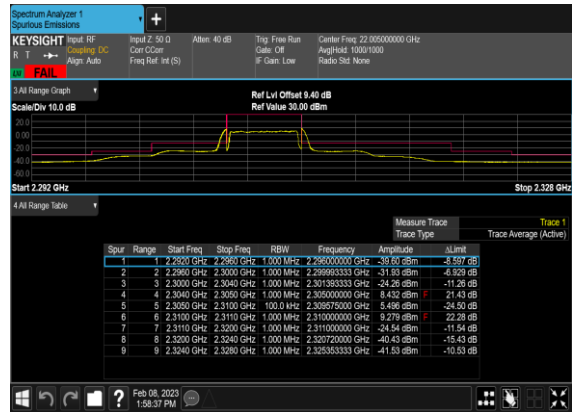 Spectrum Analyzer 1
Spurious Emissions
KEYSIGHT Input: RF Input Z: 50 Ω Atten: 40 dB Trig: Free Run Center Freq: 22.005000000 GHz
R T Coupling: DC Corr CCorr Gate: Off Avg|Hold: 1000/1000
Align: Auto Freq Ref: Int (S) IF Gain: Low Radio Std: None
FAIL
3 All Range Graph
Ref Lvl Offset 9.40 dB
Scale/Div 10.0 dB Ref Value 30.00 dBm
20.0
0.00
-20.0
-40.0
-60.0
Start 2.292 GHz Stop 2.328 GHz
4 All Range Table
Measure Trace Trace 1
Trace Type Trace Average (Active)
Spur Range Start Freq Stop Freq RBW Frequency Amplitude ΔLimit
1 1 2.2920 GHz 2.2960 GHz 1.000 MHz 2.296000000 GHz -39.60 dBm -8.597 dB
2 2 2.2960 GHz 2.3000 GHz 1.000 MHz 2.299993333 GHz -31.93 dBm -6.929 dB
3 3 2.3000 GHz 2.3040 GHz 1.000 MHz 2.301393333 GHz -24.26 dBm -11.26 dB
4 4 2.3040 GHz 2.3050 GHz 1.000 MHz 2.305000000 GHz 8.432 dBm F 21.43 dB
5 5 2.3050 GHz 2.3100 GHz 100.0 kHz 2.309575000 GHz 5.496 dBm -24.50 dB
6 6 2.3100 GHz 2.3110 GHz 1.000 MHz 2.310000000 GHz 9.279 dBm F 22.28 dB
7 7 2.3110 GHz 2.3200 GHz 1.000 MHz 2.311000000 GHz -24.54 dBm -11.54 dB
8 8 2.3200 GHz 2.3240 GHz 1.000 MHz 2.320720000 GHz -40.43 dBm -15.43 dB
9 9 2.3240 GHz 2.3280 GHz 1.000 MHz 2.325353333 GHz -41.53 dBm -10.53 dB
Feb 08, 2023
1:58:37 PM